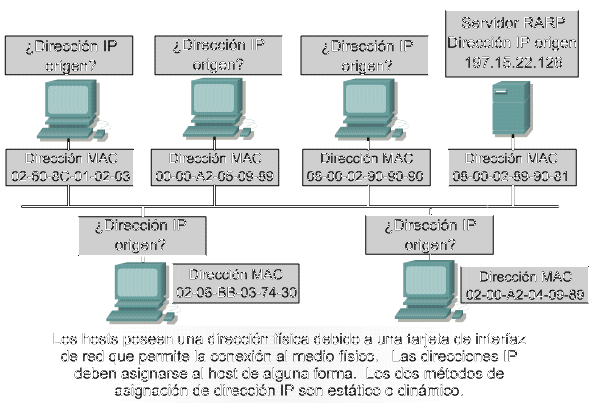 ¿Dirección IP
origen?
¿Dirección IP
origen?
¿Dirección IP
origen?
Servidor RARP
Dirección IP origen
197.15.22.126
Dirección MAC
02-60-8C-01-02-03
Dirección MAC
00-00-A2-05-09-89
Dirección MAC
08-00-02-90-90-90
Dirección MAC
08-00-02-89-90-81
¿Dirección IP
origen?
¿Dirección IP
origen?
Dirección MAC
02-06-BB-03-74-30
Dirección MAC
02-00-A2-04-09-89
Los hosts poseen una dirección física debido a una tarjeta de interfaz
de red que permite la conexión al medio físico. Las direcciones IP
deben asignarse al host de alguna forma. Los dos métodos de
asignación de dirección IP son estático o dinámico.